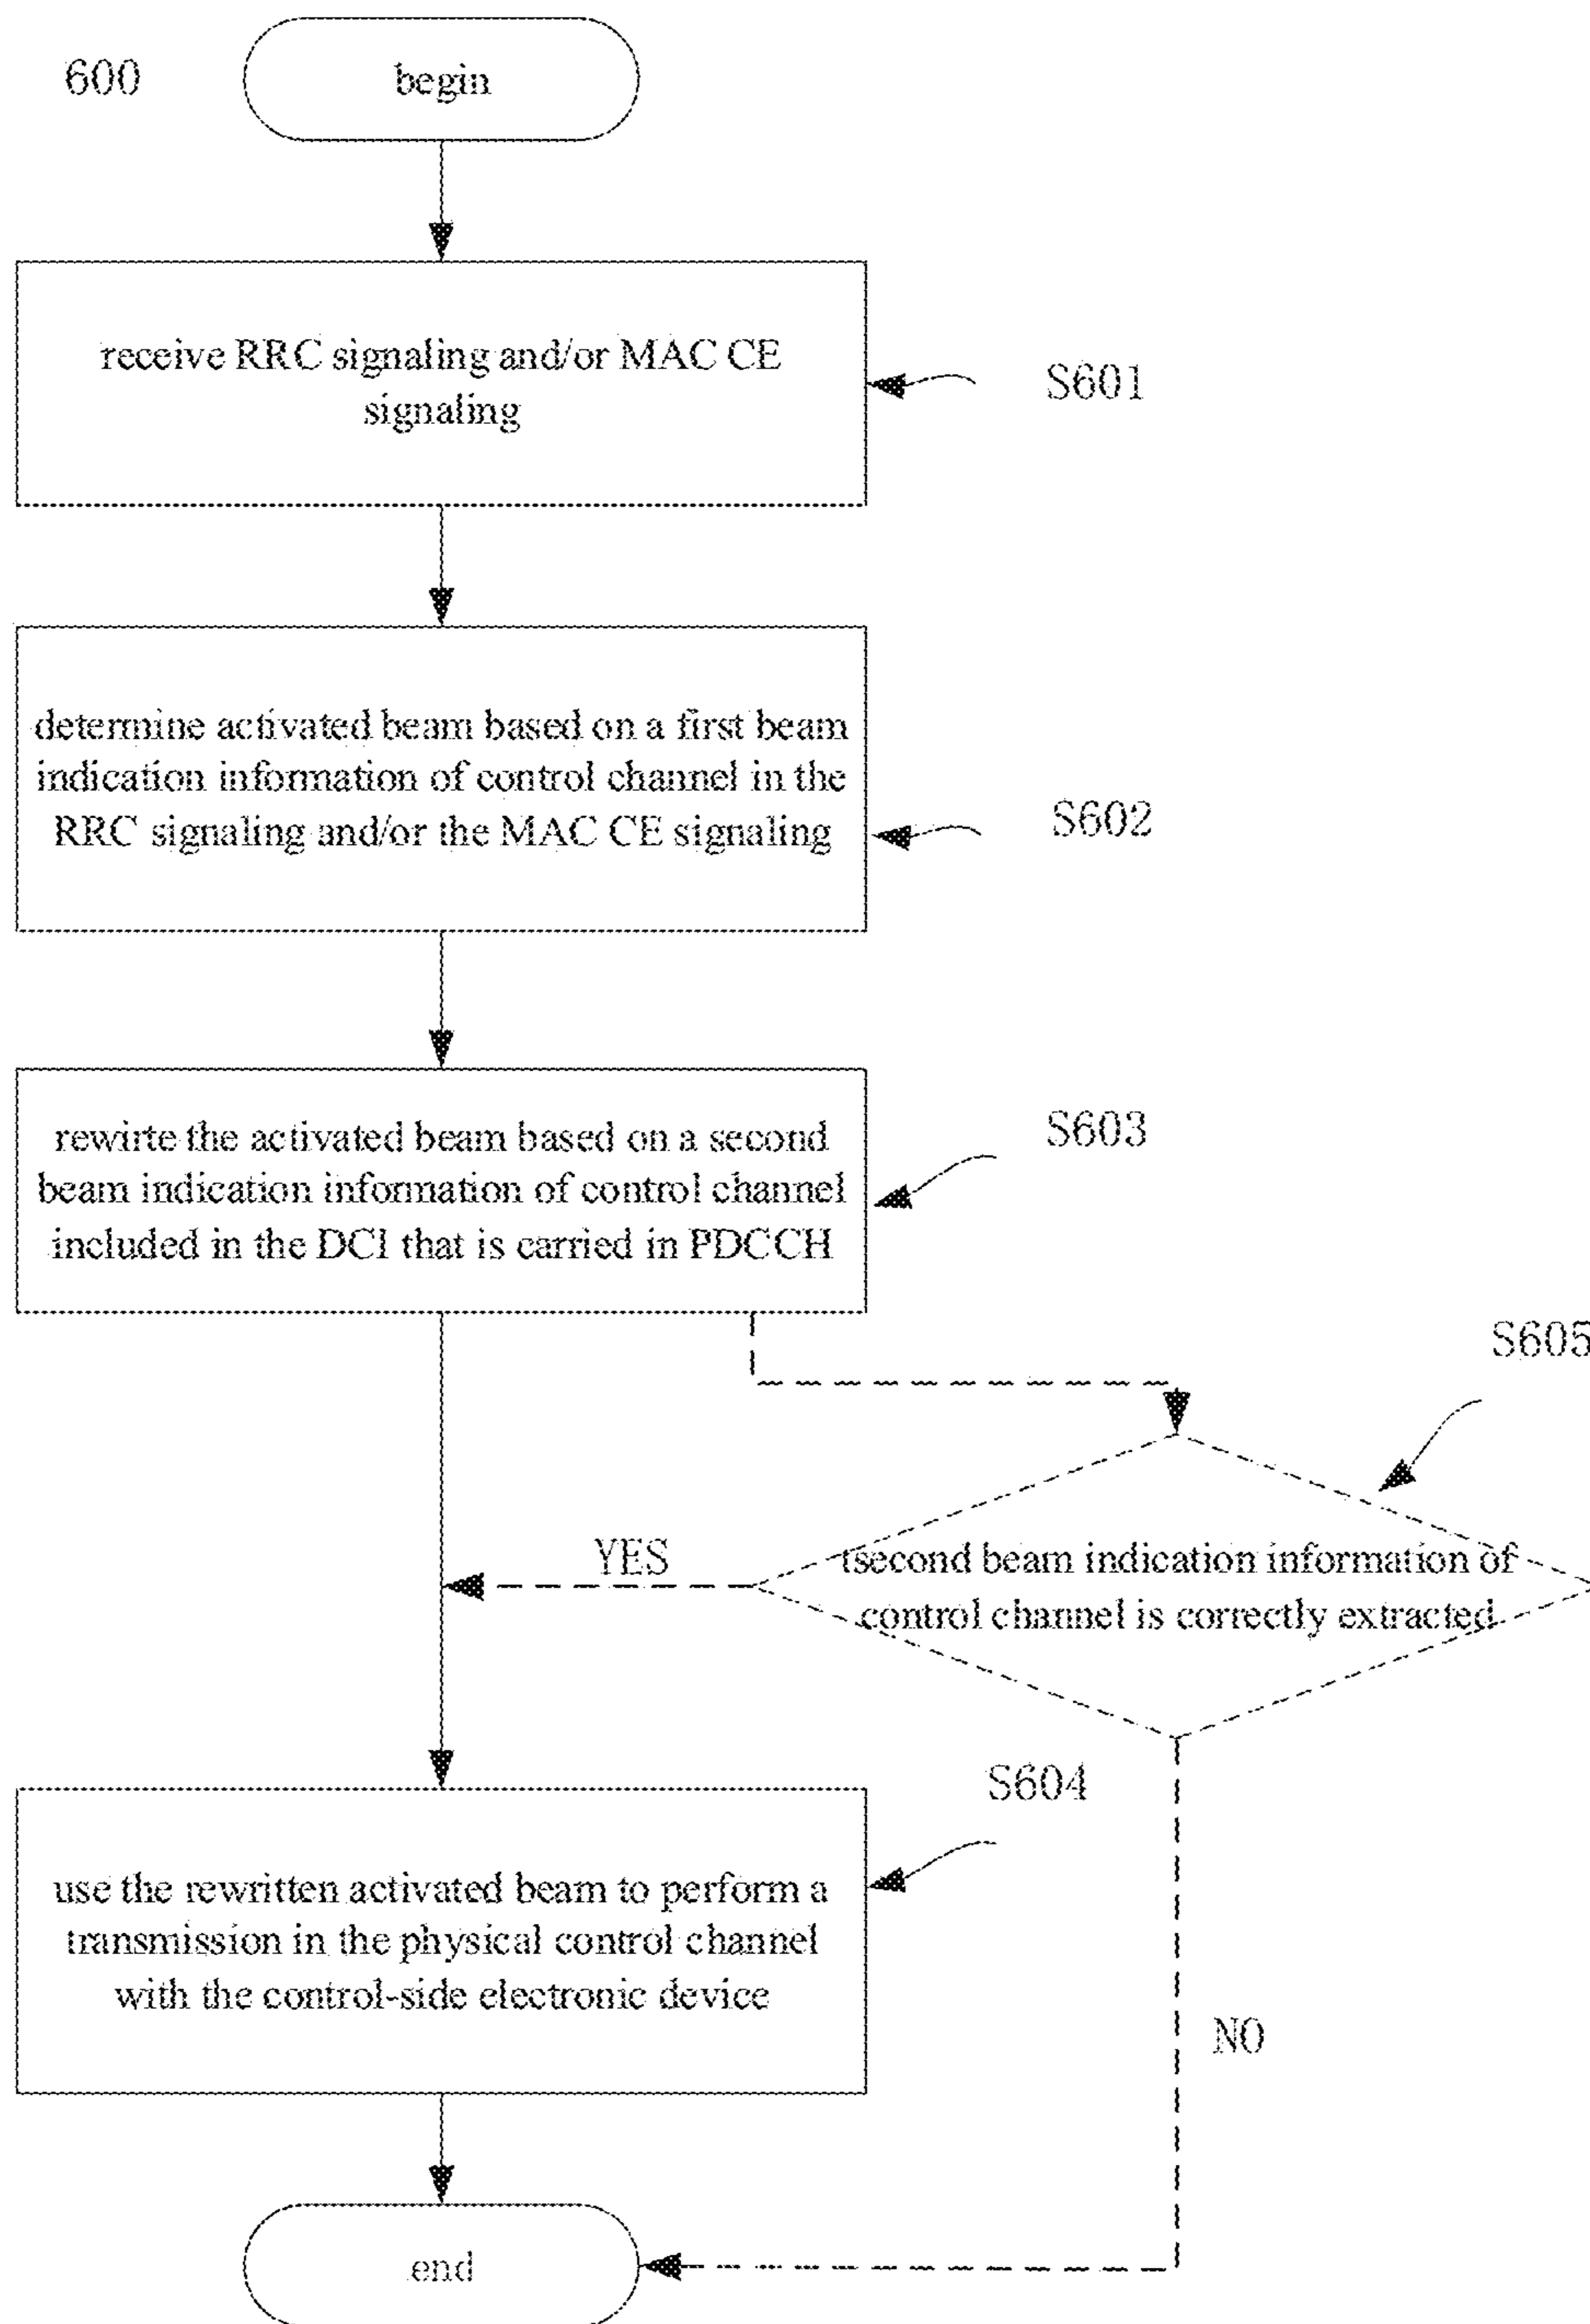 600
begin
receive RRC signaling and/or MAC CE
signaling
S601
determine activated beam based on a first beam
indication information of control channel in the
RRC signaling and/or the MAC CE signaling
S602
rewirte the activated beam based on a second
beam indication information of control channel
included in the DCI that is carried in PDCCH
S603
S605
(second beam indication information of
control channel is correctly extracted
YES
S604
use the rewritten activated beam to perform a
transmission in the physical control channel
with the control-side electronic device
NO
end